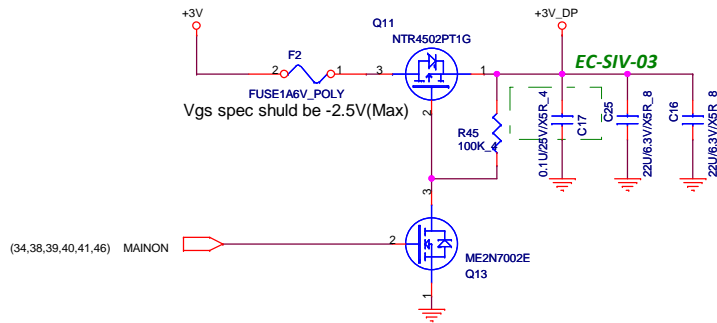 +3V
Q11
NTR4502PT1G
+3V_DP
EC-SIV-03
F2
2
1
3
1
FUSE1A6V_POLY
Vgs spec shuld be -2.5V(Max)
2
R45
100K_4
0.1U/25V/X5R_4
C17
C25
22U/6.3V/X5R_8
C16
22U/6.3V/X5R_8
3
(34,38,39,40,41,46) MAINON
2
ME2N7002E
Q13
1